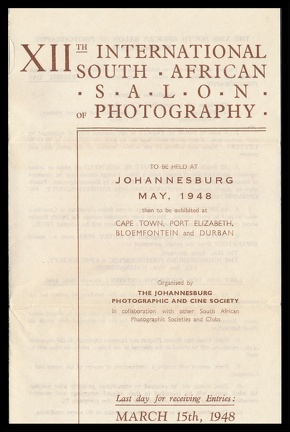 XIITH INTERNATIONAL
SOUTH · AFRICAN
· S · A · L · O · N ·
OF PHOTOGRAPHY ·
TO BE HELD AT
JOHANNESBURG
MAY, 1948
then to be exhibited at
CAPE TOWN, PORT ELIZABETH,
BLOEMFONTEIN and DURBAN
Organised by
THE JOHANNESBURG
PHOTOGRAPHIC AND CINE SOCIETY
In collaboration with other South African
Photographic Societies and Clubs
Last day for receiving Entries:
MARCH 15th, 1948